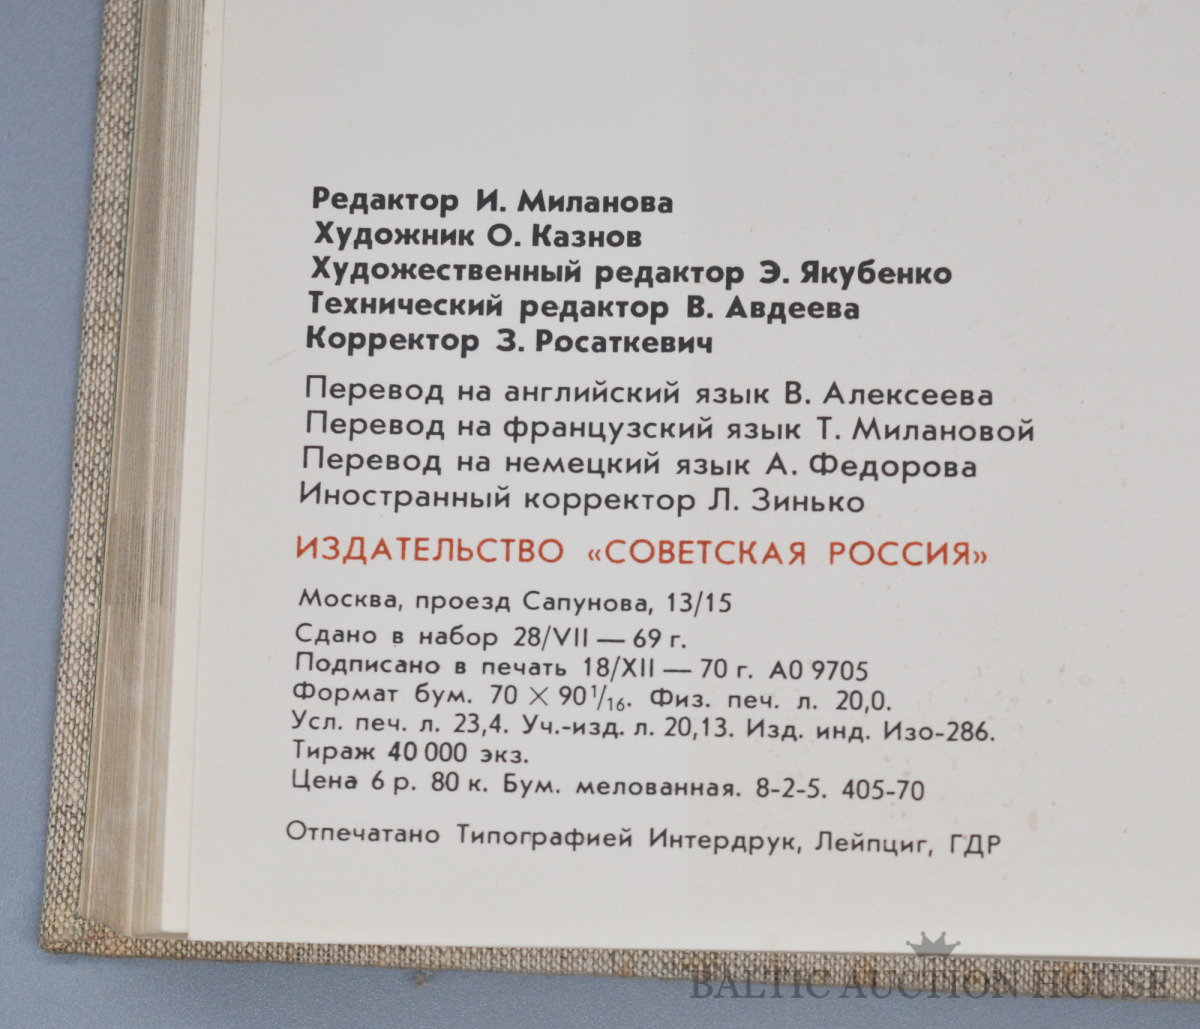 Редактор И. Миланова
Художник О. Казнов
Художественный редактор Э. Якубенко
Технический редактор В. Авдеева
Корректор З. Росаткевич
Перевод на английский язык В. Алексеева
Перевод на французский язык Т. Милановой
Перевод на немецкий язык А. Федорова
Иностранный корректор Л. Зинько
ИЗДАТЕЛЬСТВО «СОВЕТСКАЯ РОССИЯ»
Москва, проезд Сапунова, 13/15
Сдано в набор 28/VII — 69 г.
Подписано в печать 18/XII — 70 г. АО 9705
Формат бум. 70 × 90 1/16. Физ. печ. л. 20,0.
Усл. печ. л. 23,4. Уч.-изд. л. 20,13. Изд. инд. Изо-286.
Тираж 40 000 экз.
Цена 6 р. 80 к. Бум. мелованная. 8-2-5. 405-70
Отпечатано Типографией Интердрук, Лейпциг, ГДР
BALTIC AUCTION HOUSE